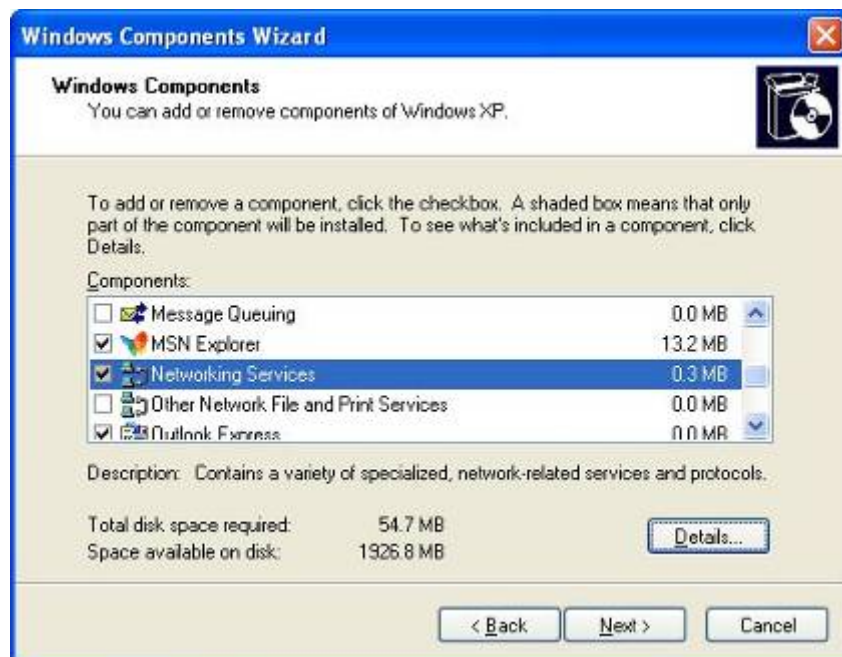 Windows Components Wizard
Windows Components
You can add or remove components of Windows XP.
To add or remove a component, click the checkbox. A shaded box means that only
part of the component will be installed. To see what's included in a component, click
Details.
Components:
Message Queuing 0.0 MB
MSN Explorer 13.2 MB
Networking Services 0.3 MB
Other Network File and Print Services 0.0 MB
Outlook Express 0.0 MB
Description: Contains a variety of specialized, network-related services and protocols.
Total disk space required: 54.7 MB
Space available on disk: 1926.8 MB
Details...
< Back Next > Cancel